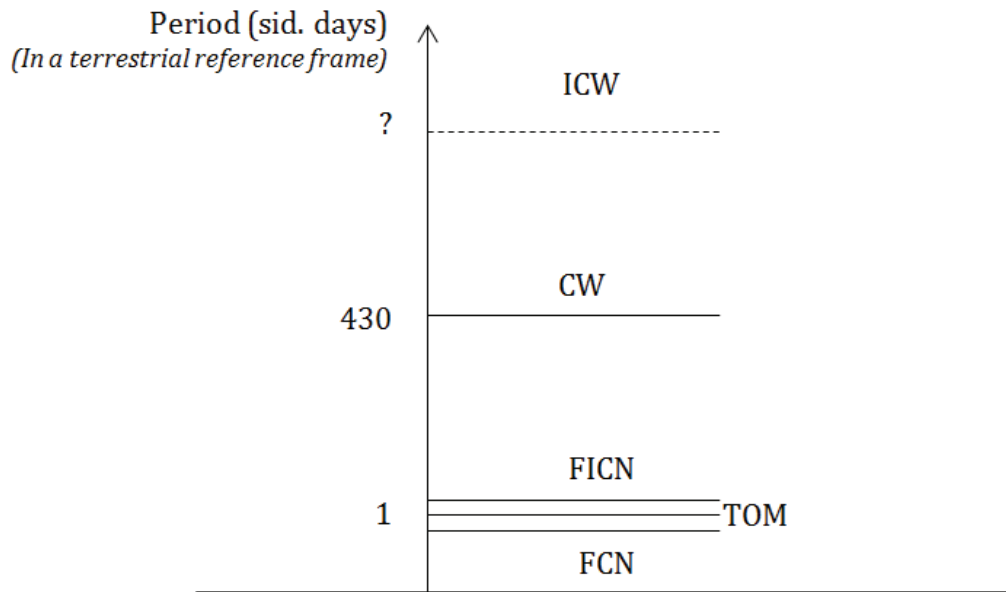 Period (sid. days)
(In a terrestrial reference frame)
ICW
?
CW
430
FICN
1
TOM
FCN